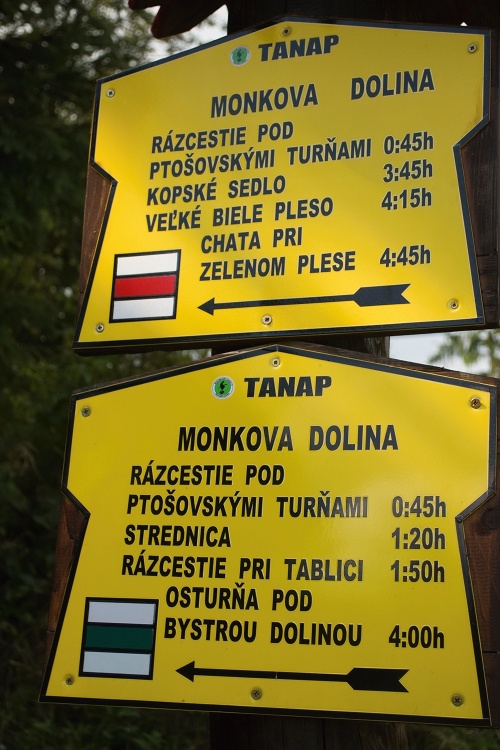 TANAP
MONKOVA DOLINA
RÁZCESTIE POD
PTOŠOVSKÝMI TURŇAMI 0:45h
KOPSKÉ SEDLO 3:45h
VEĽKÉ BIELE PLESO 4:15h
CHATA PRI
ZELENOM PLESE 4:45h
TANAP
MONKOVA DOLINA
RÁZCESTIE POD
PTOŠOVSKÝMI TURŇAMI 0:45h
STREDNICA 1:20h
RÁZCESTIE PRI TABLICI 1:50h
OSTURŇA POD
BYSTROU DOLINOU 4:00h